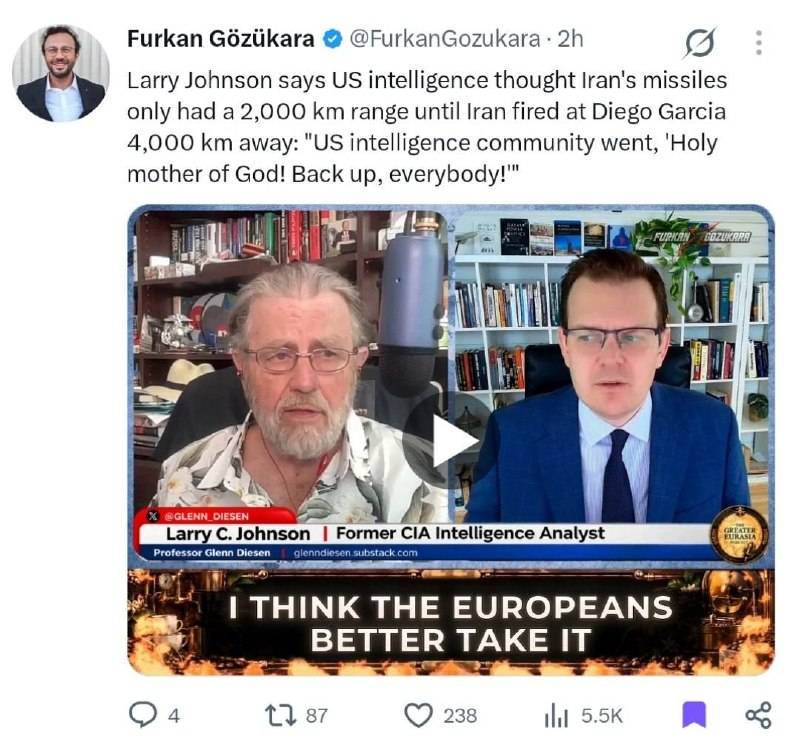 Furkan Gözükara @FurkanGozukara · 2h
Larry Johnson says US intelligence thought Iran's missiles
only had a 2,000 km range until Iran fired at Diego Garcia
4,000 km away: "US intelligence community went, 'Holy
mother of God! Back up, everybody!'"
FURKAN GOZUKARA
X @GLENN_DIESEN
Larry C. Johnson | Former CIA Intelligence Analyst
Professor Glenn Diesen | glenndiesen.substack.com
THE
GREATER
EURASIA
PODCAST
I THINK THE EUROPEANS
BETTER TAKE IT
4 87 238 5.5K